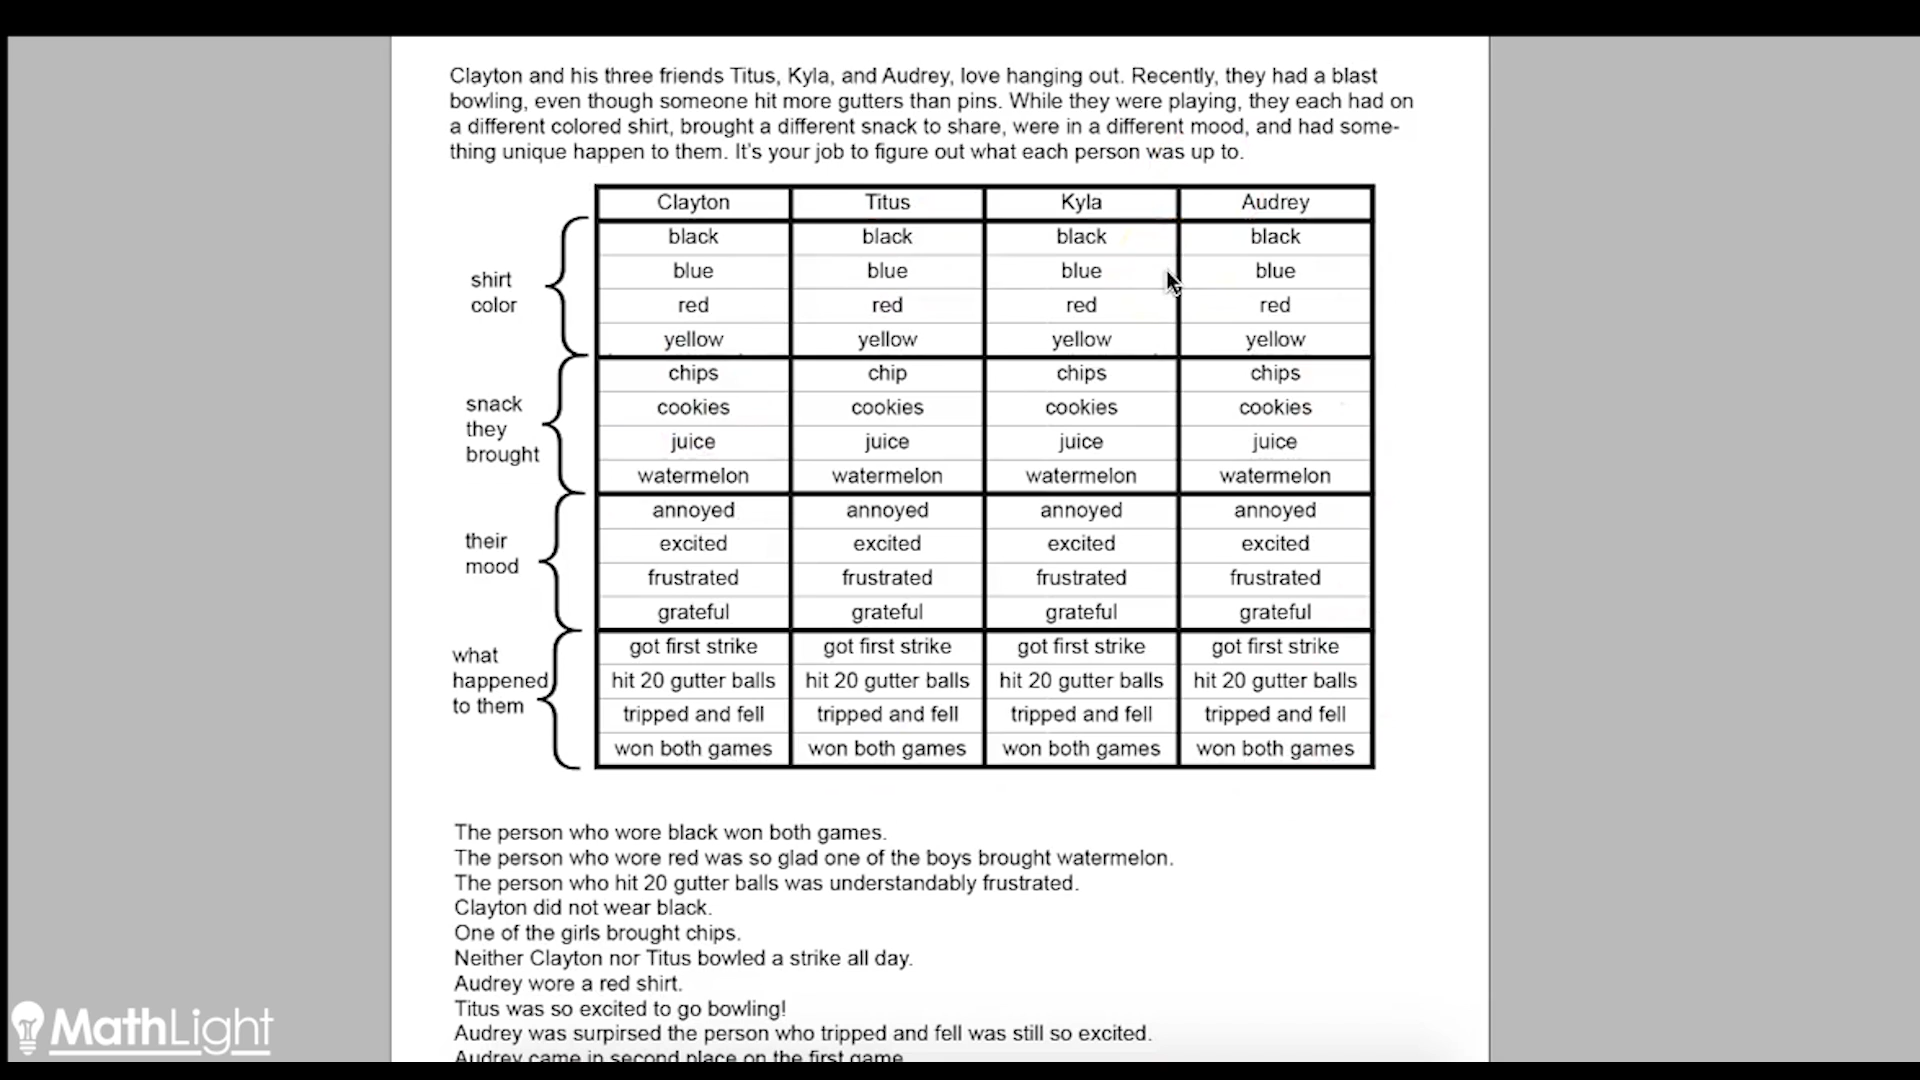 Clayton and his three friends Titus, Kyla, and Audrey, love hanging out. Recently, they had a blast
bowling, even though someone hit more gutters than pins. While they were playing, they each had on
a different colored shirt, brought a different snack to share, were in a different mood, and had some-
thing unique happen to them. It's your job to figure out what each person was up to.
Clayton Titus Kyla Audrey
shirt
color
black black black black
blue blue blue blue
red red red red
yellow yellow yellow yellow
snack
they
brought
chips chip chips chips
cookies cookies cookies cookies
juice juice juice juice
watermelon watermelon watermelon watermelon
their
mood
annoyed annoyed annoyed annoyed
excited excited excited excited
frustrated frustrated frustrated frustrated
grateful grateful grateful grateful
what
happened
to them
got first strike got first strike got first strike got first strike
hit 20 gutter balls hit 20 gutter balls hit 20 gutter balls hit 20 gutter balls
tripped and fell tripped and fell tripped and fell tripped and fell
won both games won both games won both games won both games
The person who wore black won both games.
The person who wore red was so glad one of the boys brought watermelon.
The person who hit 20 gutter balls was understandably frustrated.
Clayton did not wear black.
One of the girls brought chips.
Neither Clayton nor Titus bowled a strike all day.
Audrey wore a red shirt.
Titus was so excited to go bowling!
Audrey was surpirsed the person who tripped and fell was still so excited.
Audrey came in second place on the first game
MathLight